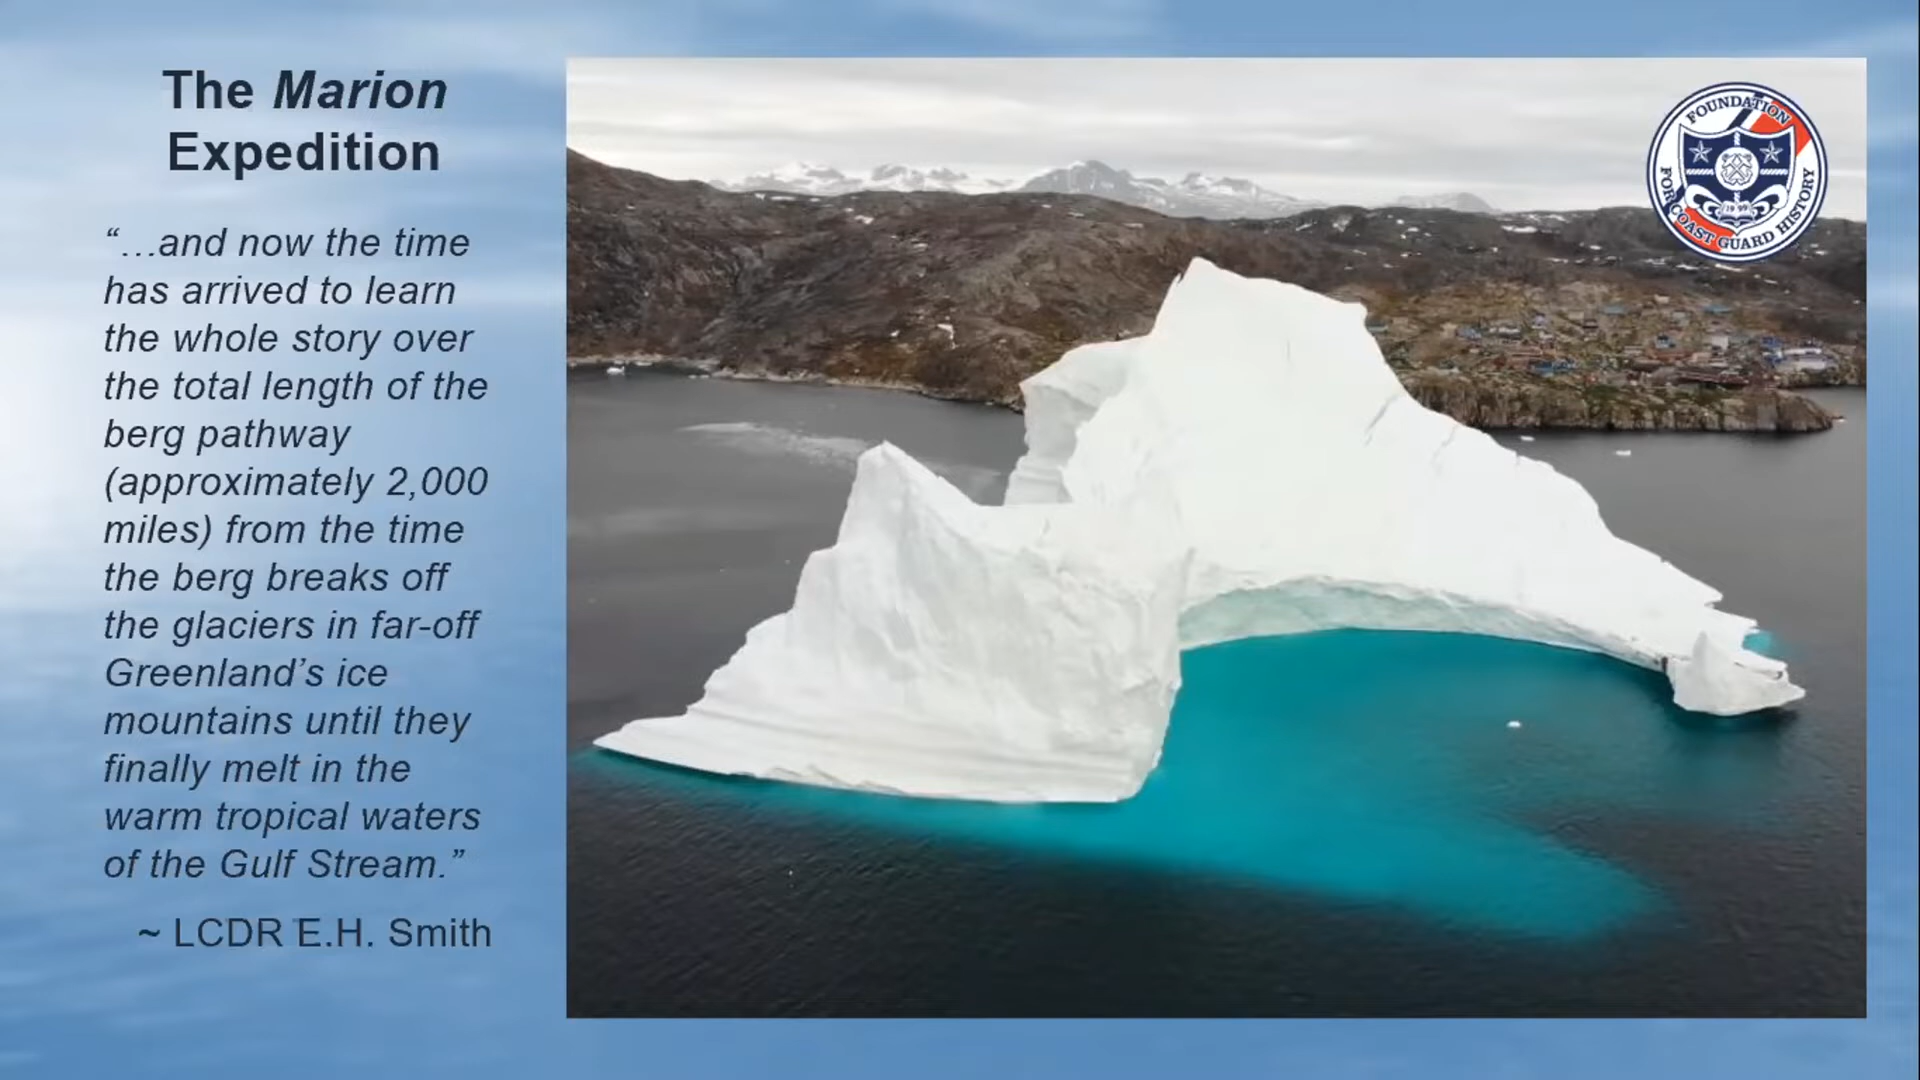 The Marion
Expedition
“…and now the time
has arrived to learn
the whole story over
the total length of the
berg pathway
(approximately 2,000
miles) from the time
the berg breaks off
the glaciers in far-off
Greenland’s ice
mountains until they
finally melt in the
warm tropical waters
of the Gulf Stream.”
~ LCDR E.H. Smith
FOUNDATION
FOR COAST GUARD HISTORY
1999